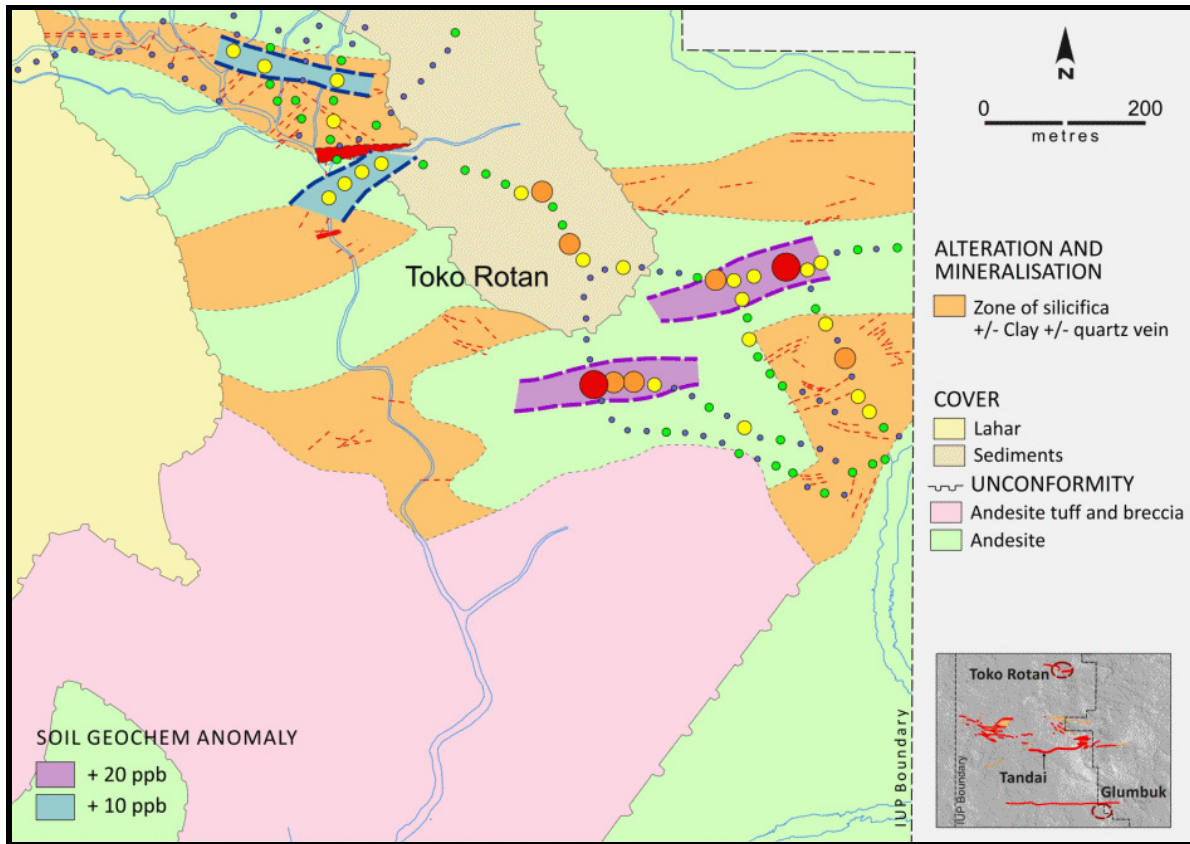 N
0 200
metres
Toko Rotan
ALTERATION AND
MINERALISATION
Zone of silicifica
+/- Clay +/- quartz vein
COVER
Lahar
Sediments
UNCONFORMITY
Andesite tuff and breccia
Andesite
SOIL GEOCHEM ANOMALY
+ 20 ppb
+ 10 ppb
IUP Boundary
Toko Rotan
Tandai
Glumbuk
IUP Boundary